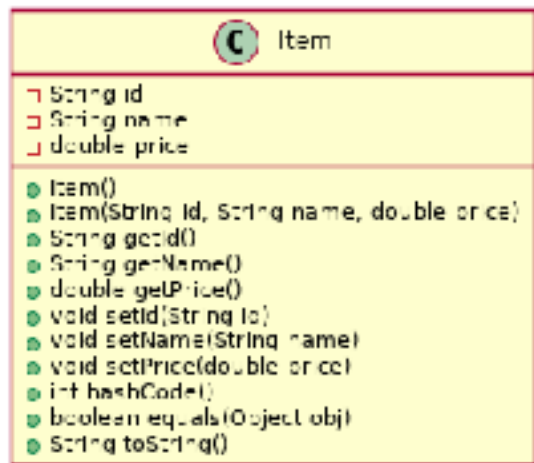 C Item
String id
String name
double price
Item()
Item(String id, String name, double price)
String getId()
String getName()
double getPrice()
void setId(String id)
void setName(String name)
void setPrice(double price)
int hashCode()
boolean equals(Object obj)
String toString()